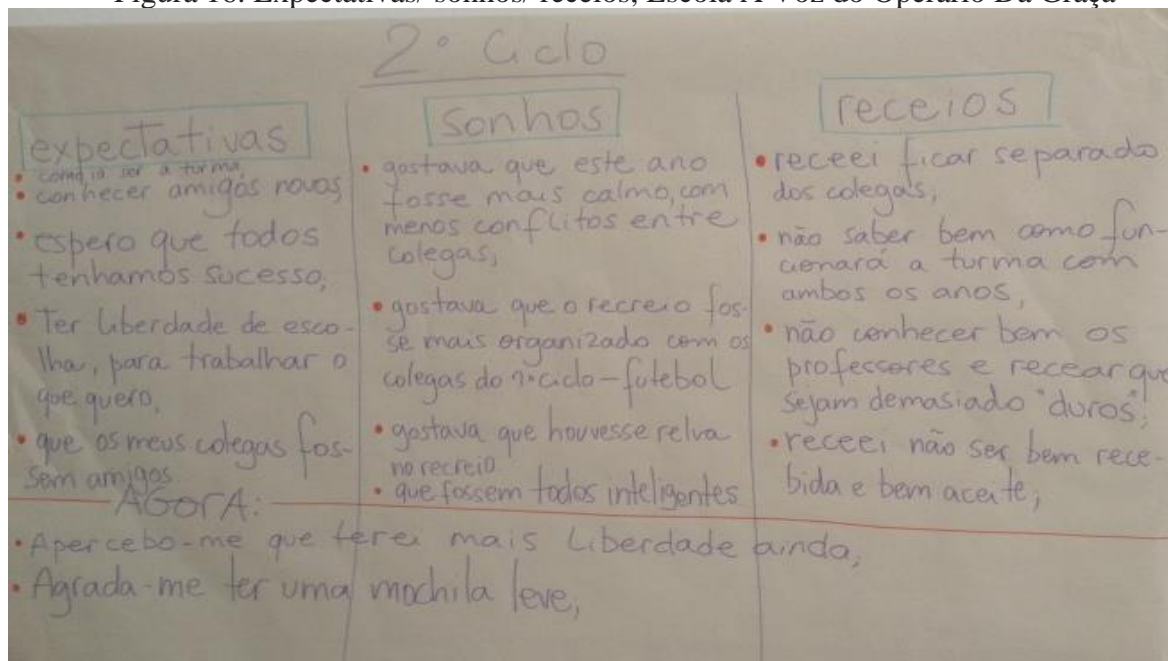 Figura 16: Expectativas/ sonhos/ receios, Escola A Voz do Operário Da Graça
2º Ciclo
expectativas
• como ia ser a turma
• conhecer amigos novos
• espero que todos
tenhamos sucesso,
• Ter liberdade de esco-
lha, para trabalhar o
que quero,
• que os meus colegas fos-
sem amigos
sonhos
• gostava que este ano
fosse mais calmo, com
menos conflitos entre
colegas,
• gostava que o recreio fos-
se mais organizado com os
colegas do ciclo - futebol
• gostava que houvesse relva
no recreio
• que fossem todos inteligentes
receios
• receei ficar separado
dos colegas,
• não saber bem como fun-
cionará a turma com
ambos os anos,
• não conhecer bem os
professores e recear que
sejam demasiado "duros";
• receei não ser bem rece-
bida e bem aceite,
AGORA:
• Apercebo-me que terei mais Liberdade ainda,
• Agrada-me ter uma mochila leve,